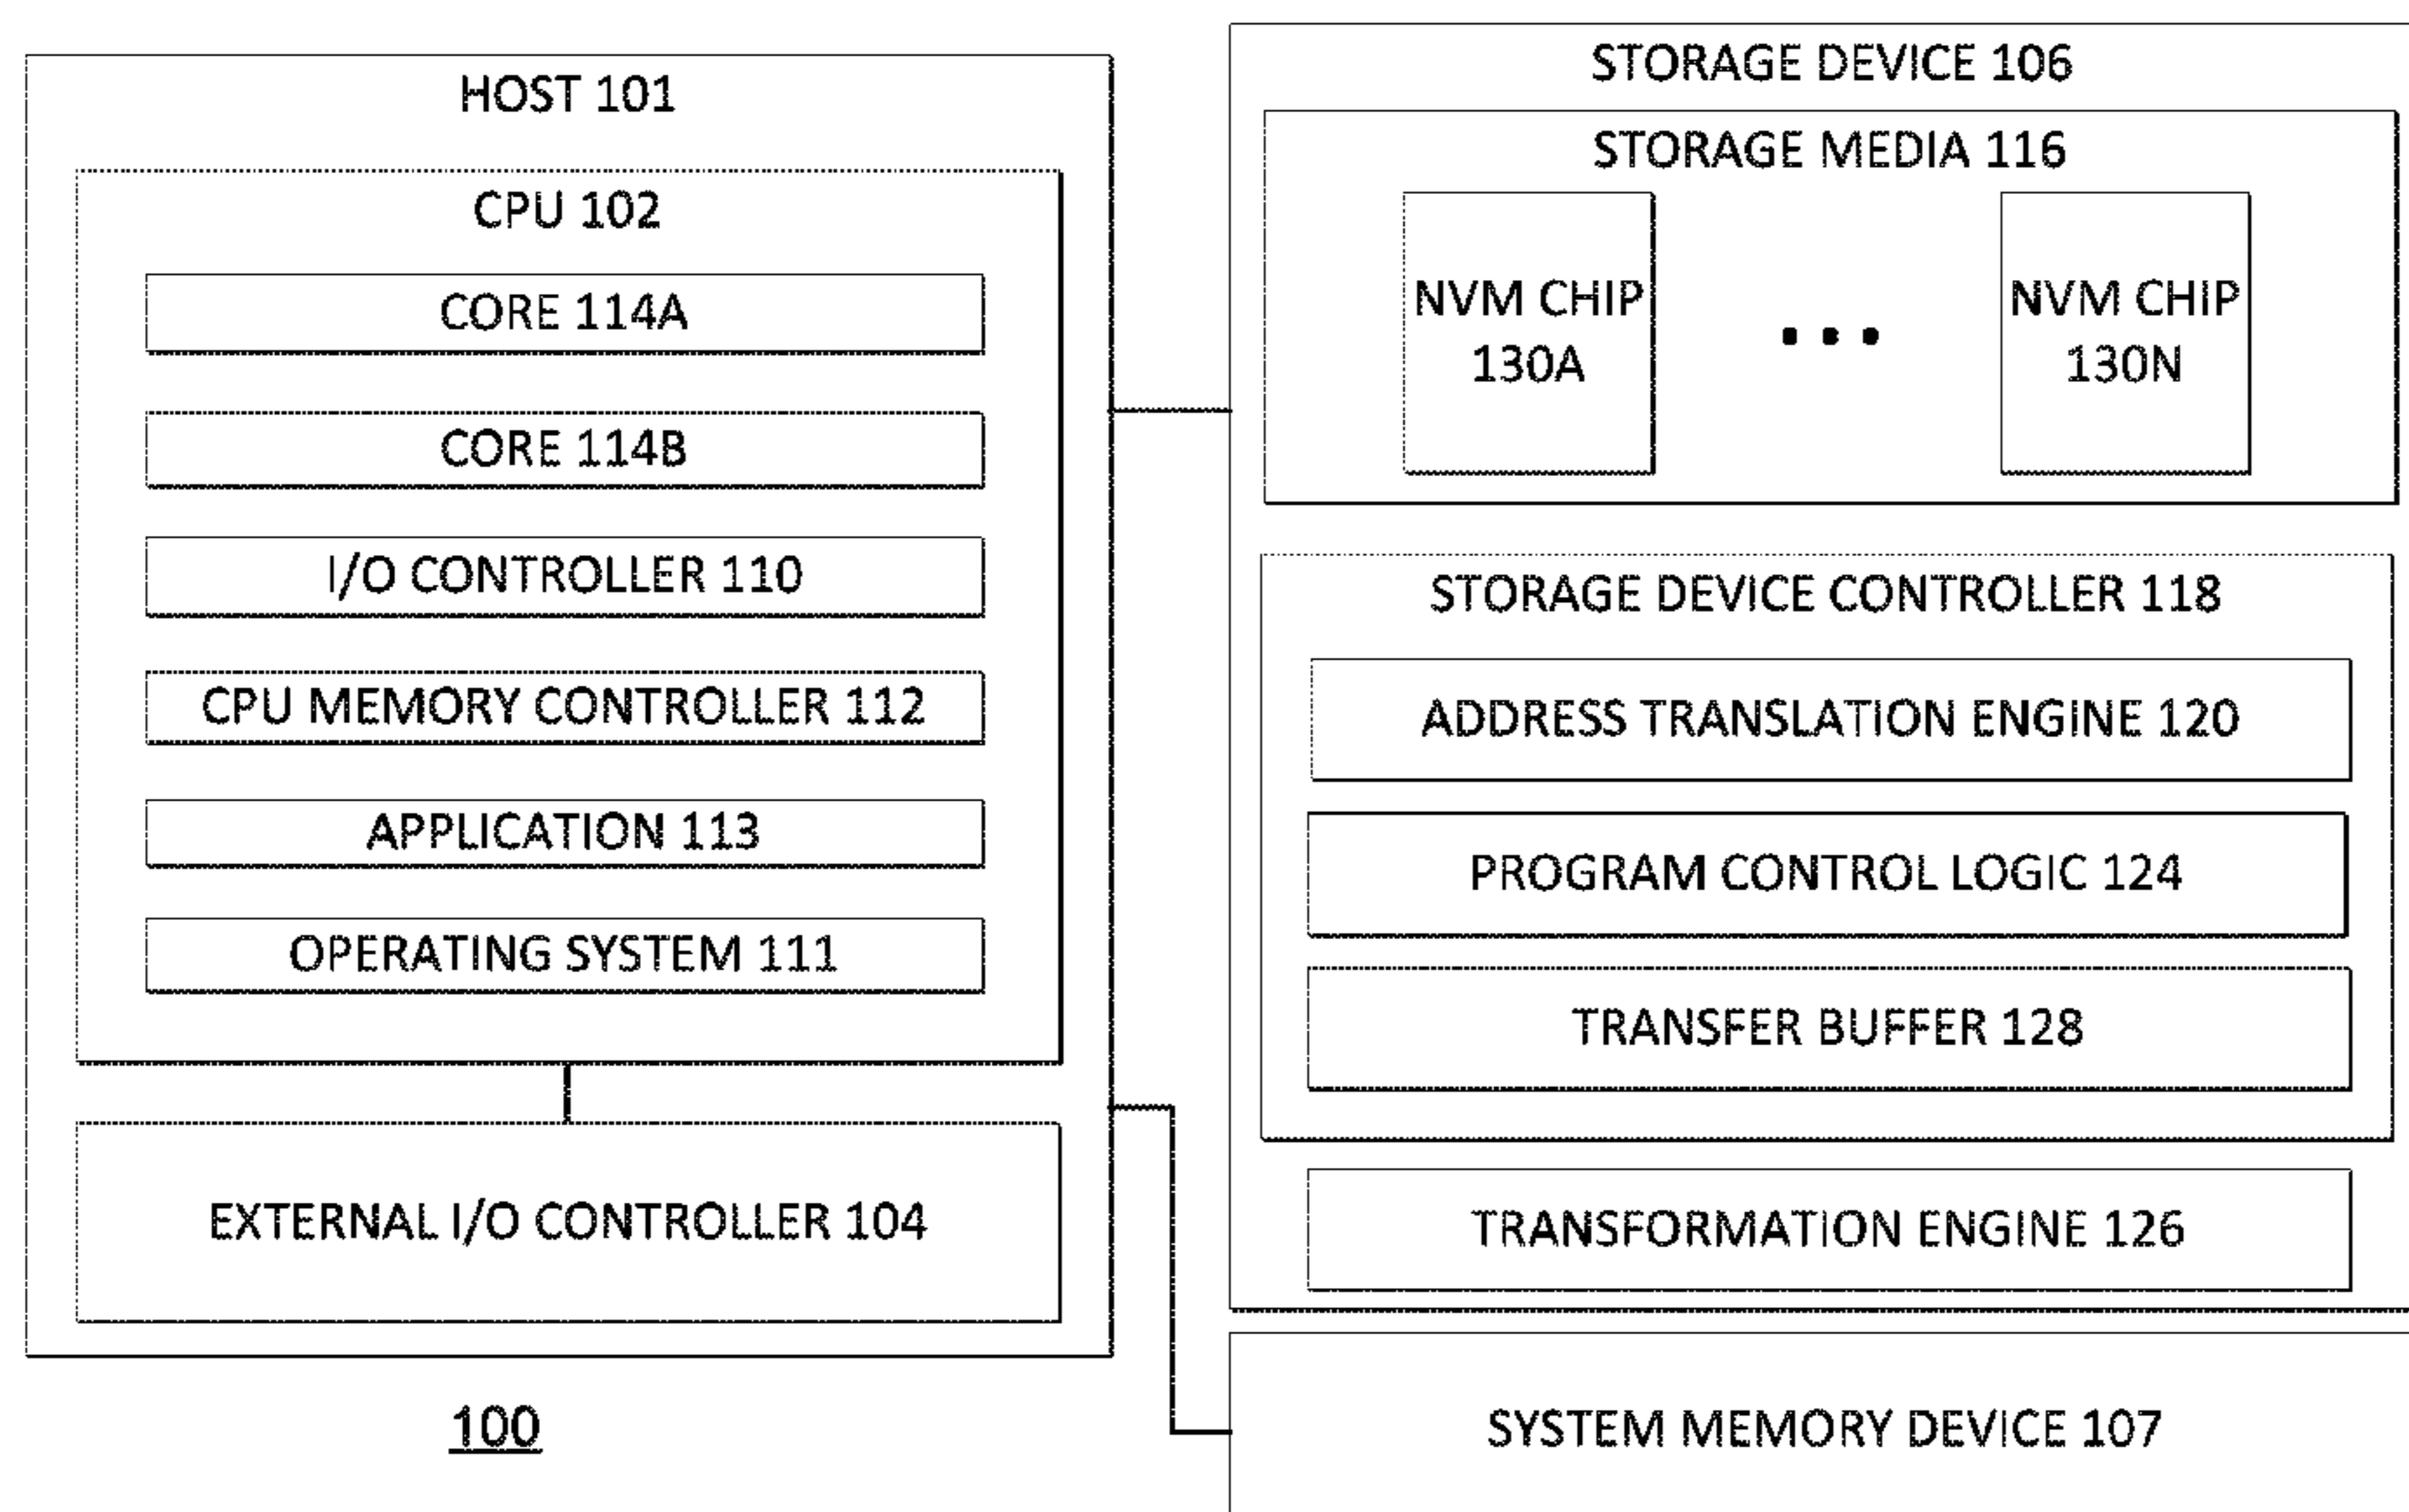 HOST 101
CPU 102
CORE 114A
CORE 114B
I/O CONTROLLER 110
CPU MEMORY CONTROLLER 112
APPLICATION 113
OPERATING SYSTEM 111
EXTERNAL I/O CONTROLLER 104
100
STORAGE DEVICE 106
STORAGE MEDIA 116
NVM CHIP
130A
...
NVM CHIP
130N
STORAGE DEVICE CONTROLLER 118
ADDRESS TRANSLATION ENGINE 120
PROGRAM CONTROL LOGIC 124
TRANSFER BUFFER 128
TRANSFORMATION ENGINE 126
SYSTEM MEMORY DEVICE 107